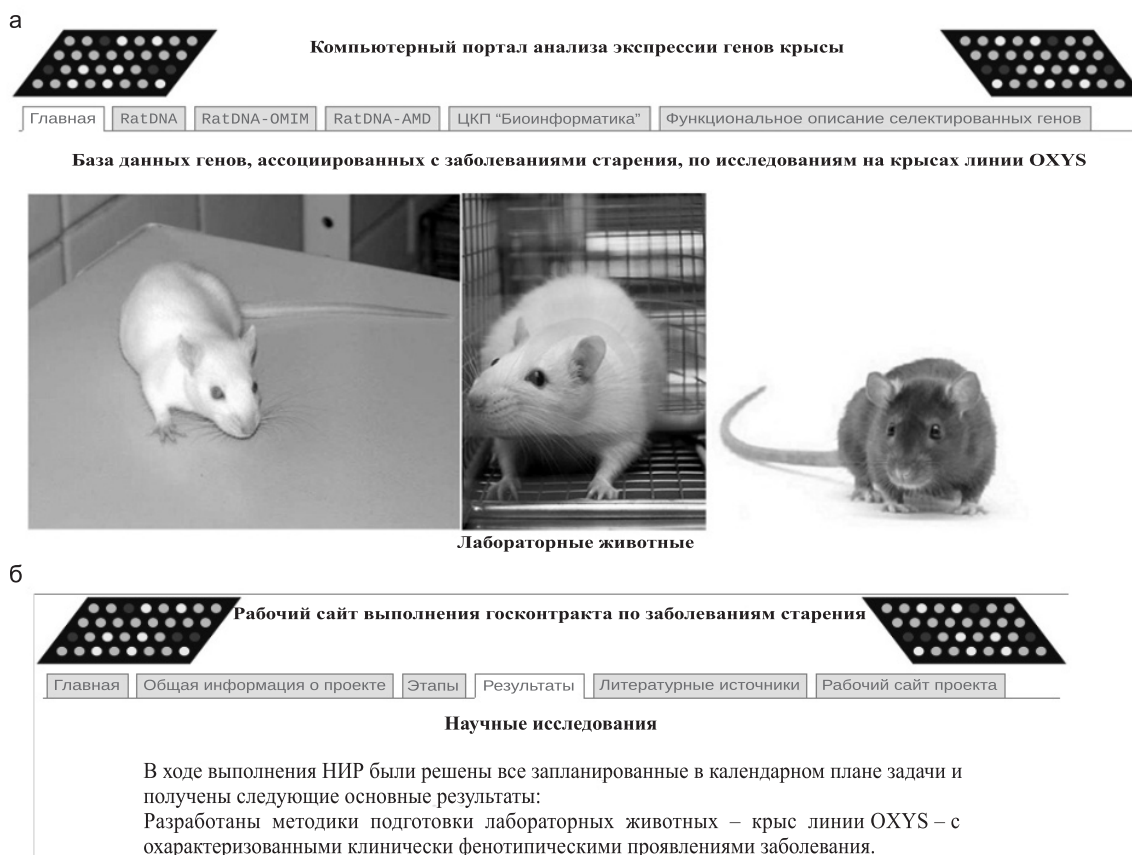 а
Компьютерный портал анализа экспрессии генов крысы
Главная RatDNA RatDNA-OMIM RatDNA-AMD ЦКП “Биоинформатика” Функциональное описание селектированных генов
База данных генов, ассоциированных с заболеваниями старения, по исследованиям на крысах линии OXYS
Лабораторные животные
б
Рабочий сайт выполнения госконтракта по заболеваниям старения
Главная Общая информация о проекте Этапы Результаты Литературные источники Рабочий сайт проекта
Научные исследования
В ходе выполнения НИР были решены все запланированные в календарном плане задачи и
получены следующие основные результаты:
Разработаны методики подготовки лабораторных животных – крыс линии OXYS – с
охарактеризованными клинически фенотипическими проявлениями заболевания.